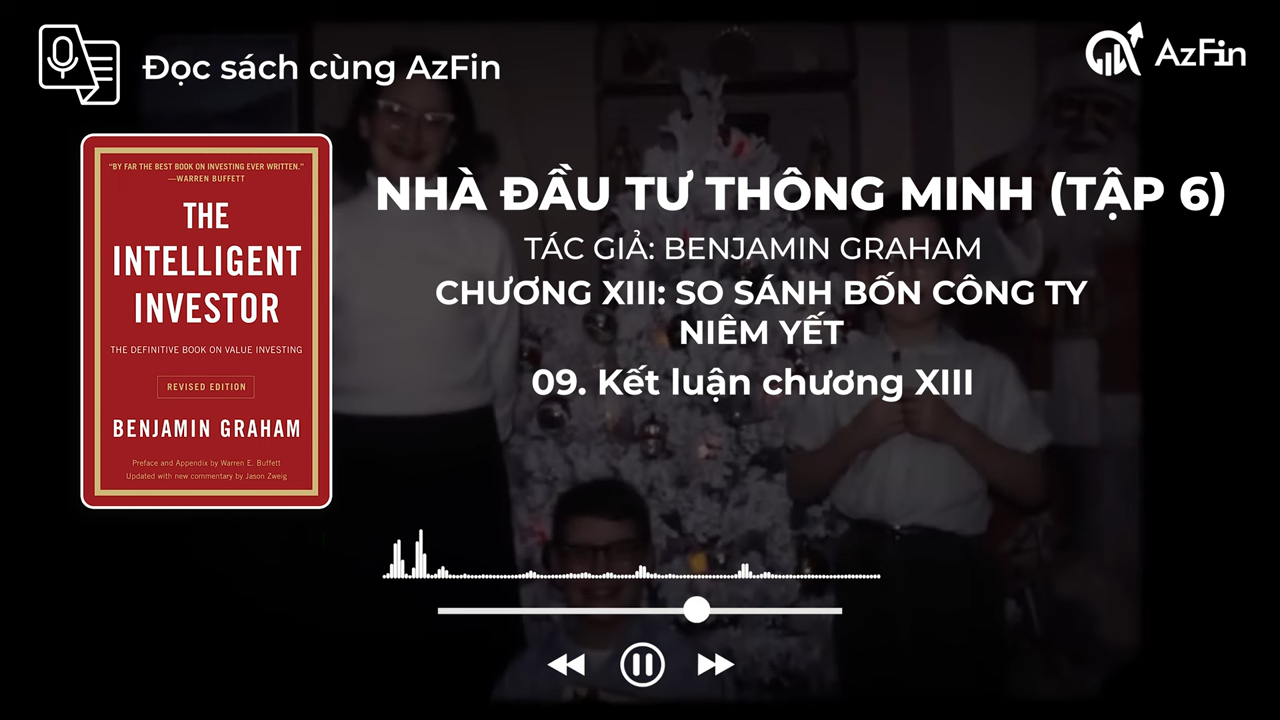 Đọc sách cùng AzFin
AzFin
"BY FAR THE BEST BOOK ON INVESTING EVER WRITTEN."
—WARREN BUFFETT
THE
INTELLIGENT
INVESTOR
THE DEFINITIVE BOOK ON VALUE INVESTING
REVISED EDITION
BENJAMIN GRAHAM
Preface and Appendix by Warren E. Buffett
Updated with new commentary by Jason Zweig
NHÀ ĐẦU TƯ THÔNG MINH (TẬP 6)
TÁC GIẢ: BENJAMIN GRAHAM
CHƯƠNG XIII: SO SÁNH BỐN CÔNG TY
NIÊM YẾT
09. Kết luận chương XIII